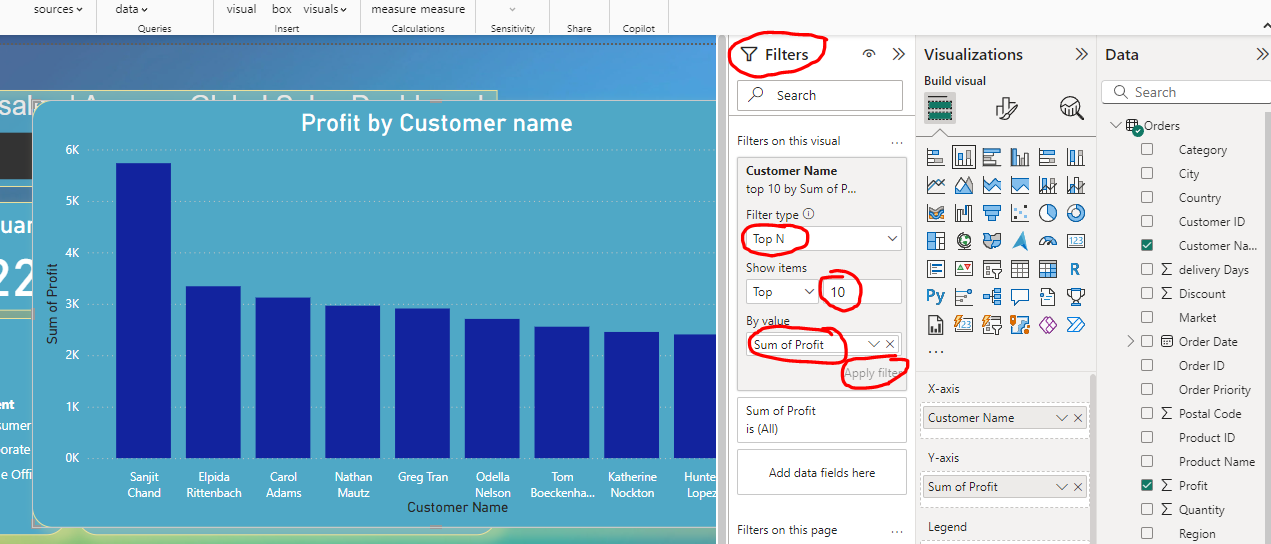 sources
data
visual
box
visuals
measure measure
Queries
Insert
Calculations
Sensitivity
Share
Copilot
Profit by Customer name
6K
5K
4K
3K
2K
1K
0K
Sum of Profit
Sanjit Chand
Elpida Rittenbach
Carol Adams
Nathan Mautz
Greg Tran
Odella Nelson
Tom Boeckenha...
Katherine Nockton
Lopez
Customer Name
22
Filters
Search
Filters on this visual
...
Customer Name
top 10 by Sum of P...
Filter type
Top N
Show items
Top
10
By value
Sum of Profit
Apply filter
Sum of Profit
is (All)
Add data fields here
Filters on this page
...
Visualizations
Build visual
123
R
Py
123
...
X-axis
Customer Name
Y-axis
Sum of Profit
Legend
Data
Search
Orders
Category
City
Country
Customer ID
Customer Na...
delivery Days
Discount
Market
Order Date
Order ID
Order Priority
Postal Code
Product ID
Product Name
Profit
Quantity
Region